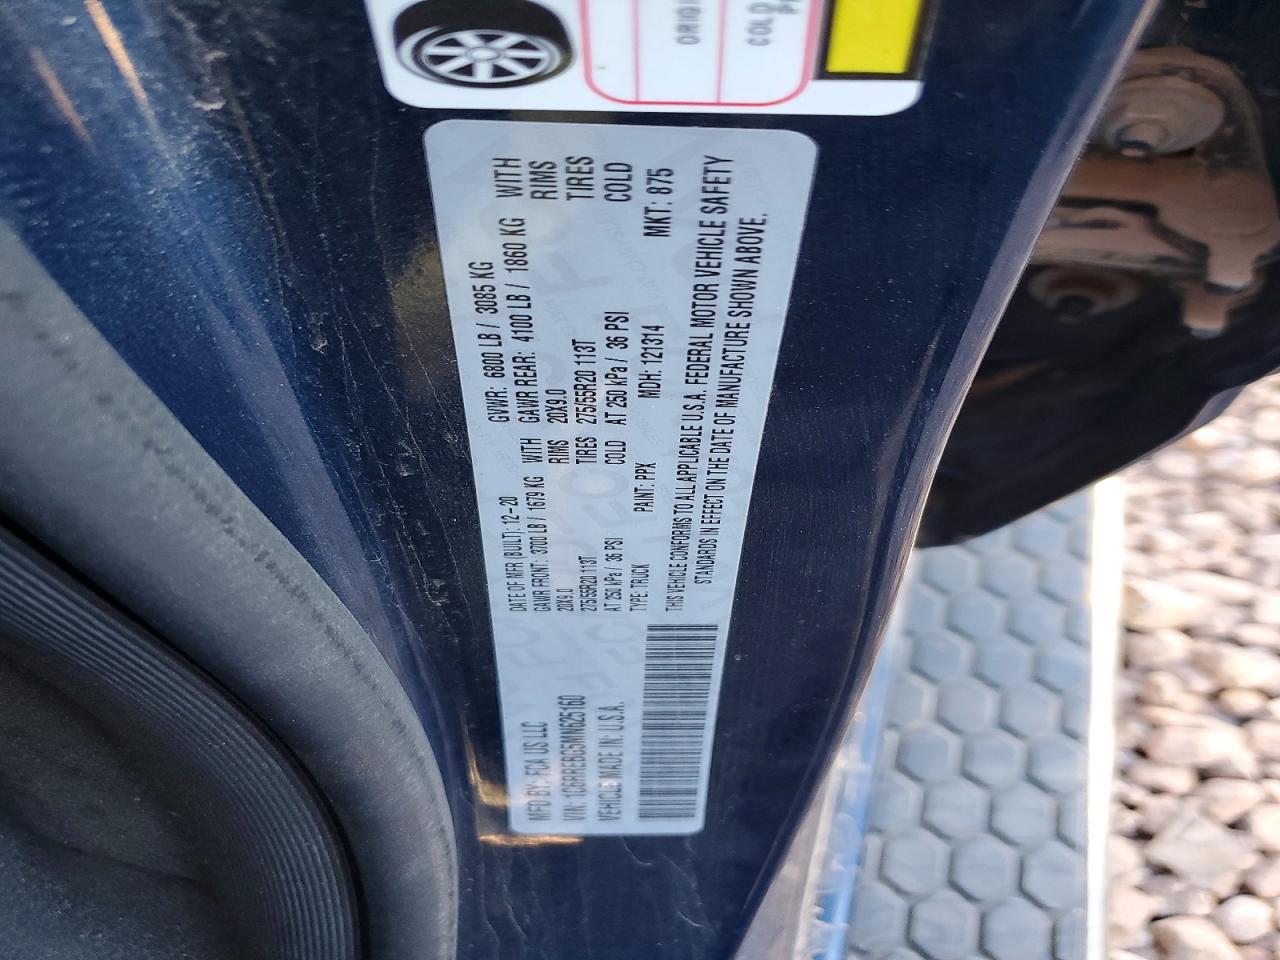 ORIGI
COLD
MFD BY: FCA US LLC
DATE OF MFR (BUILT): 12-20
GVWR: 6800 LB / 3085 KG
GAWR FRONT: 3700 LB / 1679 KG WITH
20X9.0 RIMS
275/55R20 113T TIRES
AT 250 kPa / 36 PSI COLD
GAWR REAR: 4100 LB / 1860 KG WITH
20X9.0 RIMS
275/55R20 113T TIRES
AT 250 kPa / 36 PSI COLD
VIN: 1C6RREBG5MN625160
TYPE: TRUCK PAINT: PPX MDH: 121314 MKT: 875
VEHICLE MADE IN: U.S.A.
THIS VEHICLE CONFORMS TO ALL APPLICABLE U.S.A. FEDERAL MOTOR VEHICLE SAFETY
STANDARDS IN EFFECT ON THE DATE OF MANUFACTURE SHOWN ABOVE.